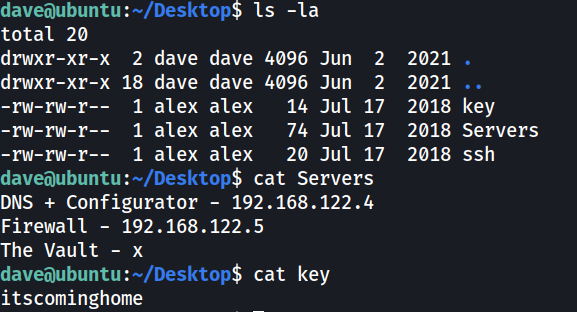 dave@ubuntu:~/Desktop$ ls -la
total 20
drwxr-xr-x  2 dave dave 4096 Jun  2  2021 .
drwxr-xr-x 18 dave dave 4096 Jun  2  2021 ..
-rw-rw-r--  1 alex alex   14 Jul 17  2018 key
-rw-rw-r--  1 alex alex   74 Jul 17  2018 Servers
-rw-rw-r--  1 alex alex   20 Jul 17  2018 ssh
dave@ubuntu:~/Desktop$ cat Servers
DNS + Configurator - 192.168.122.4
Firewall - 192.168.122.5
The Vault - x
dave@ubuntu:~/Desktop$ cat key
itscominghome